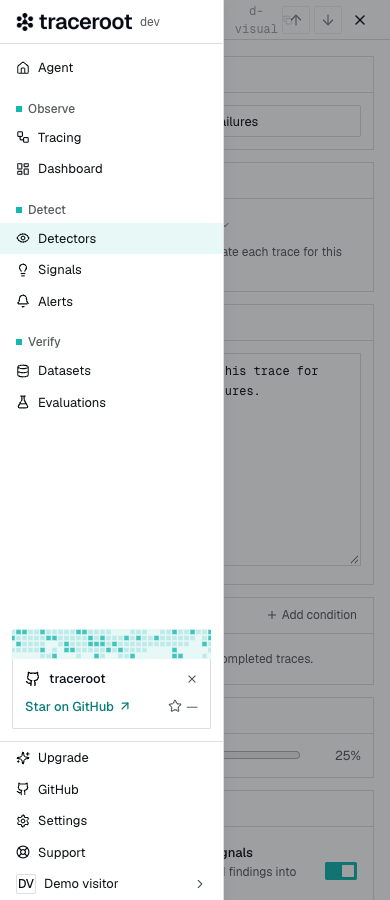 traceroot dev
d-
visual
Agent
Observe
Tracing
ailures
Dashboard
Detect
Detectors
ate each trace for this
Signals
Alerts
Verify
Datasets
his trace for
ures.
Evaluations
+ Add condition
ompleted traces.
traceroot
Star on GitHub
—
Upgrade
25%
GitHub
Settings
Support
gnals
l findings into
DV Demo visitor